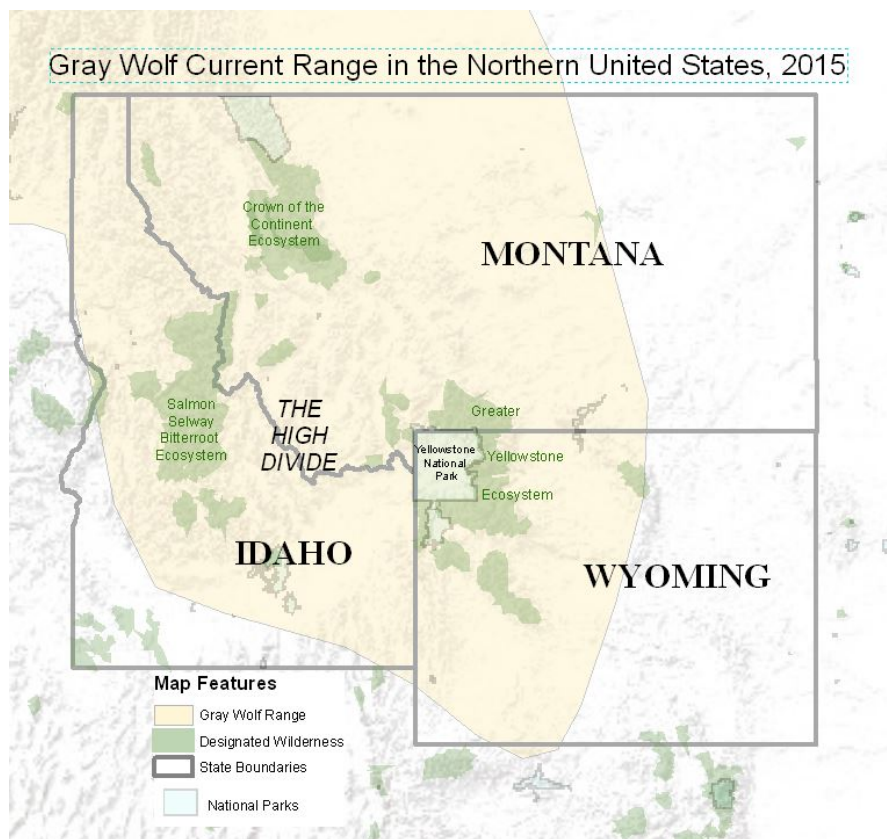 Gray Wolf Current Range in the Northern United States, 2015
Crown of the
Continent
Ecosystem
MONTANA
Salmon
Selway
Bitterroot
Ecosystem
THE
HIGH
DIVIDE
Greater
Yellowstone
National
Park
Yellowstone
Ecosystem
IDAHO
WYOMING
Map Features
Gray Wolf Range
Designated Wilderness
State Boundaries
National Parks